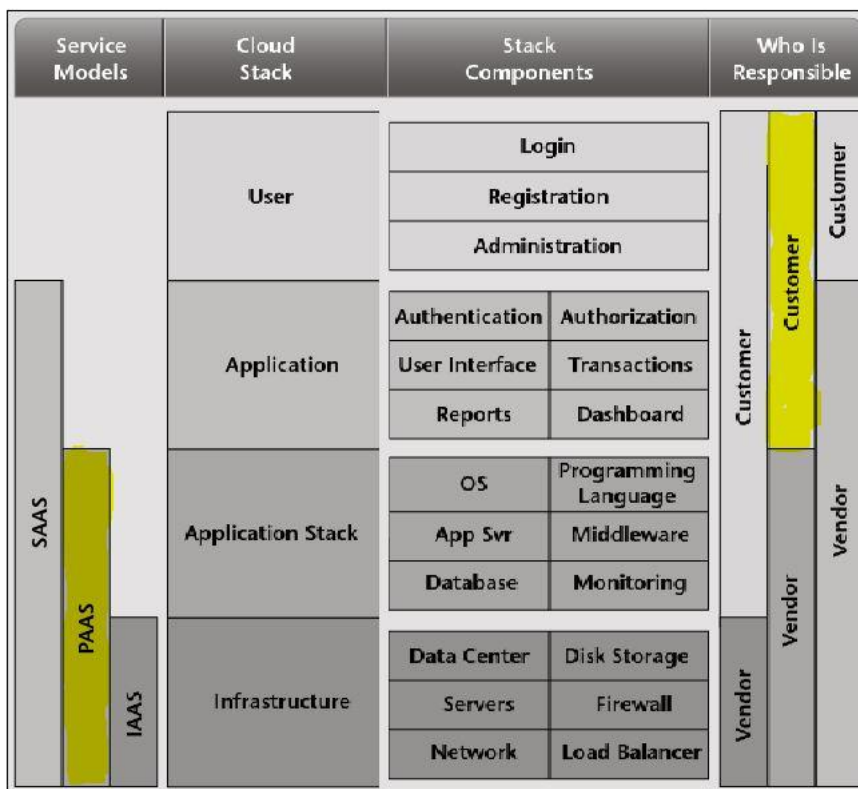 Service Models
Cloud Stack
Stack Components
Who Is Responsible
User
Login
Registration
Administration
Application
Authentication
Authorization
User Interface
Transactions
Reports
Dashboard
Application Stack
OS
Programming Language
App Svr
Middleware
Database
Monitoring
Infrastructure
Data Center
Disk Storage
Servers
Firewall
Network
Load Balancer
SAAS
PAAS
IAAS
Customer
Vendor
Customer
Vendor
Customer
Vendor